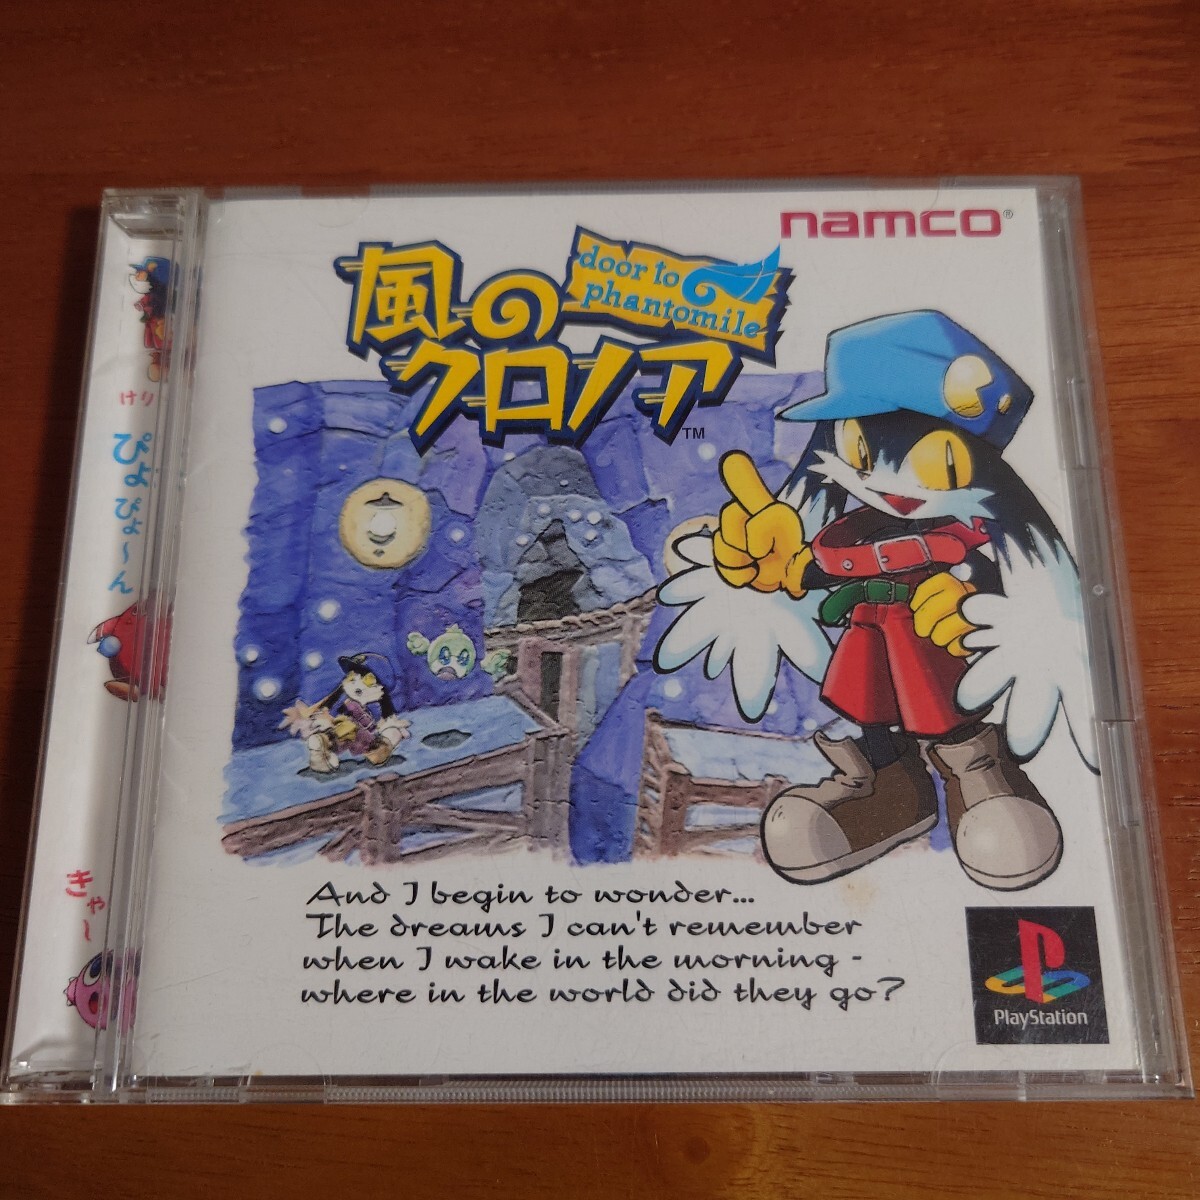 namco®
風の
クロノア
TM
door to
phantomile
And I begin to wonder...
The dreams I can't remember
when I wake in the morning -
where in the world did they go?
PlayStation
けり
ぴょ
ぴょ～ん
きゃ～